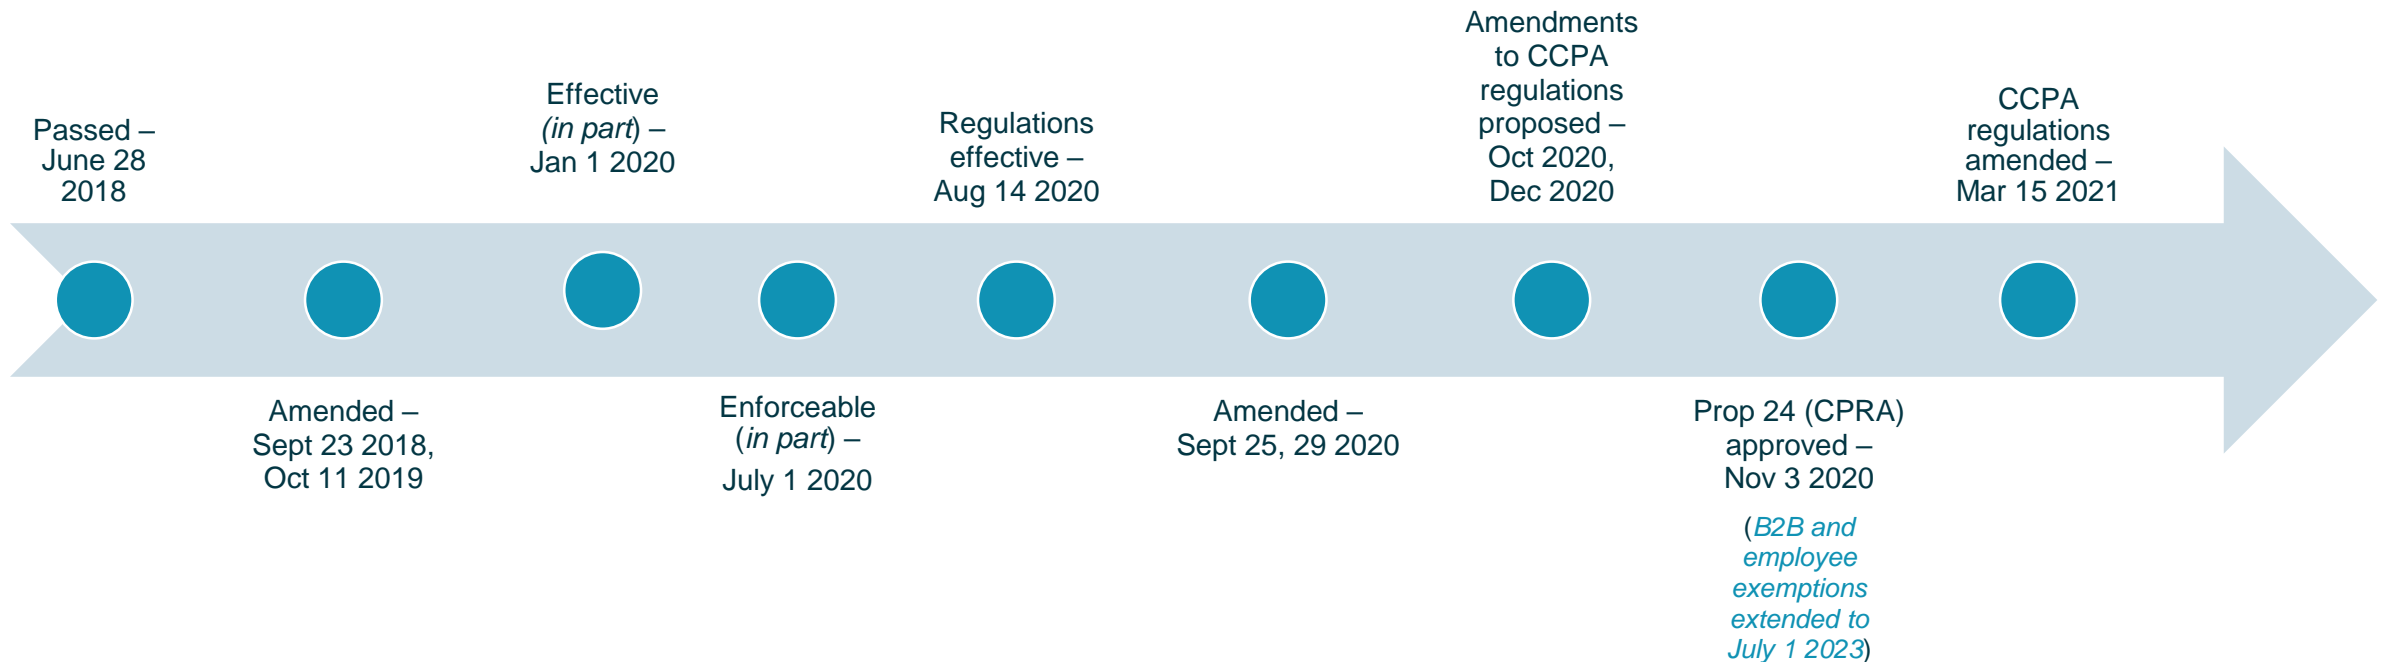 Passed –
June 28
2018
Amended –
Sept 23 2018,
Oct 11 2019
Effective
(in part) –
Jan 1 2020
Enforceable
(in part) –
July 1 2020
Regulations
effective –
Aug 14 2020
Amended –
Sept 25, 29 2020
Amendments
to CCPA
regulations
proposed –
Oct 2020,
Dec 2020
Prop 24 (CPRA)
approved –
Nov 3 2020
(B2B and
employee
exemptions
extended to
July 1 2023)
CCPA
regulations
amended –
Mar 15 2021